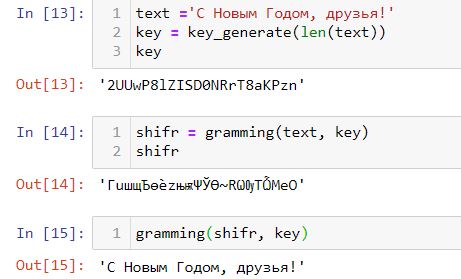 In [13]:
1 text ='С Новым Годом, друзья!'
2 key = key_generate(len(text))
3 key
Out[13]: '2UUwP8lZISD0NRrT8aKPzn'
In [14]:
1 shifr = gramming(text, key)
2 shifr
Out[14]: 'ГuшщѢѳѐzњѭѰЎѲ~RѠѸТѼМеO'
In [15]:
1 gramming(shifr, key)
Out[15]: 'С Новым Годом, друзья!'